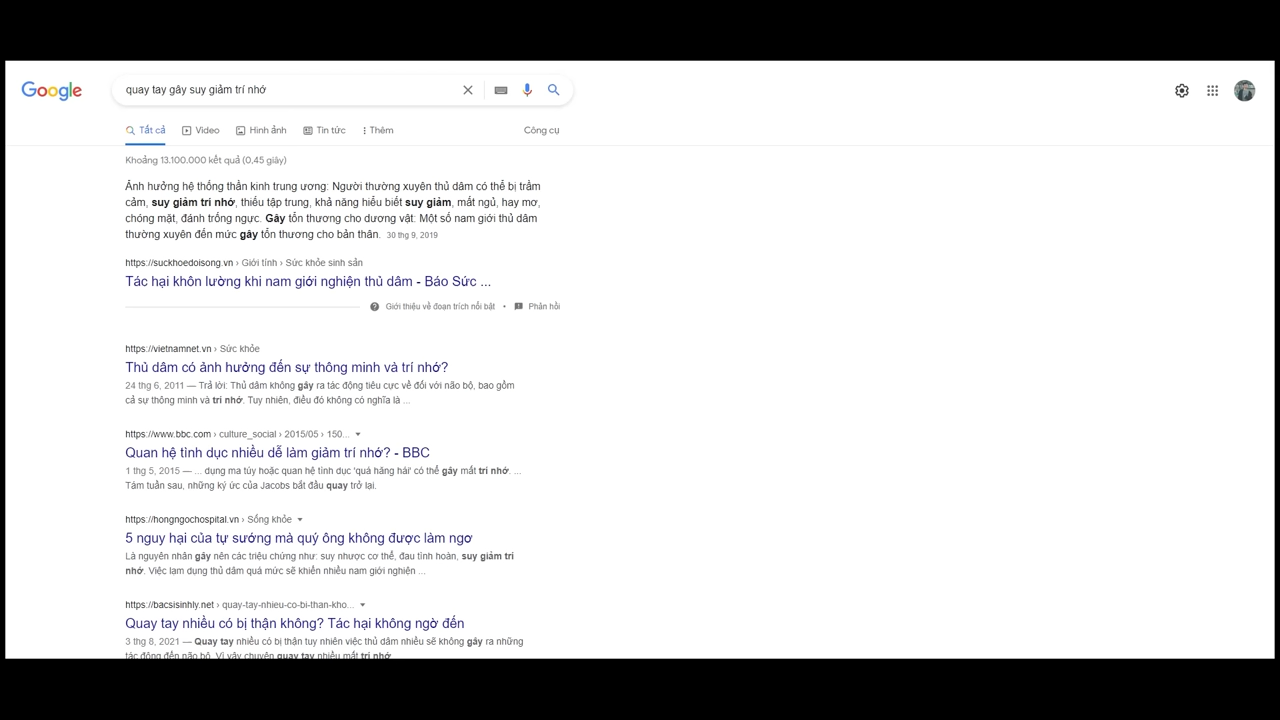 Google
quay tay gây suy giảm trí nhớ
Tất cả
Video
Hình ảnh
Tin tức
Thêm
Công cụ
Khoảng 13.100.000 kết quả (0,45 giây)
Ảnh hưởng hệ thống thần kinh trung ương: Người thường xuyên thủ dâm có thể bị trầm
cảm, suy giảm trí nhớ, thiếu tập trung, khả năng hiểu biết suy giảm, mất ngủ, hay mơ,
chóng mặt, đánh trống ngực. Gây tổn thương cho dương vật: Một số nam giới thủ dâm
thường xuyên đến mức gây tổn thương cho bản thân. 30 thg 9, 2019
https://suckhoedoisong.vn › Giới tính › Sức khỏe sinh sản
Tác hại khôn lường khi nam giới nghiện thủ dâm - Báo Sức ...
Giới thiệu về đoạn trích nổi bật • Phản hồi
https://vietnamnet.vn › Sức khỏe
Thủ dâm có ảnh hưởng đến sự thông minh và trí nhớ?
24 thg 6, 2011 — Trả lời: Thủ dâm không gây ra tác động tiêu cực về đối với não bộ, bao gồm
cả sự thông minh và trí nhớ. Tuy nhiên, điều đó không có nghĩa là ...
https://www.bbc.com › culture_social › 2015/05 › 150...
Quan hệ tình dục nhiều dễ làm giảm trí nhớ? - BBC
1 thg 5, 2015 — ... dụng ma túy hoặc quan hệ tình dục 'quá hăng hái' có thể gây mất trí nhớ. ...
Tám tuần sau, những ký ức của Jacobs bắt đầu quay trở lại.
https://hongngochospital.vn › Sống khỏe
5 nguy hại của tự sướng mà quý ông không được làm ngơ
Là nguyên nhân gây nên các triệu chứng như: suy nhược cơ thể, đau tinh hoàn, suy giảm trí
nhớ. Việc lạm dụng thủ dâm quá mức sẽ khiến nhiều nam giới nghiện ...
https://bacsisinhly.net › quay-tay-nhieu-co-bi-than-kho...
Quay tay nhiều có bị thận không? Tác hại không ngờ đến
3 thg 8, 2021 — Quay tay nhiều có bị thận tuy nhiên việc thủ dâm nhiều sẽ không gây ra những
tác động đến não bộ. Vì vậy chuyện quay tay nhiều mất trí nhớ